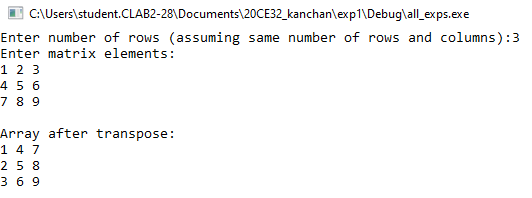 C:\Users\student.CLAB2-28\Documents\20CE32_kanchan\exp1\Debug\all_exps.exe
Enter number of rows (assuming same number of rows and columns):3
Enter matrix elements:
1 2 3
4 5 6
7 8 9
Array after transpose:
1 4 7
2 5 8
3 6 9